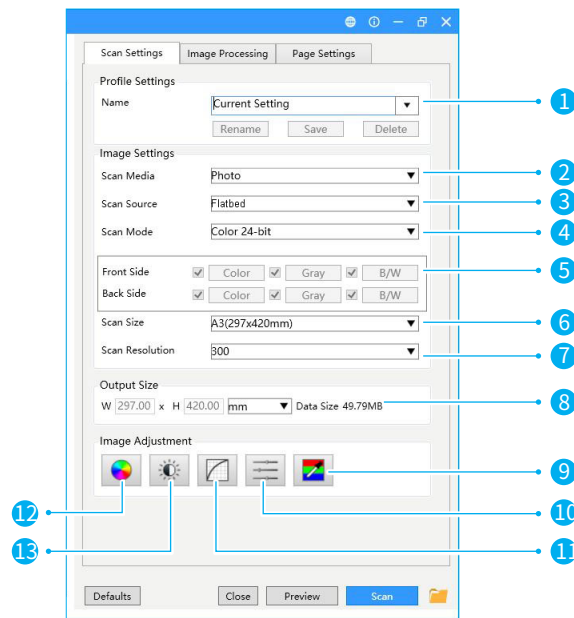 Scan Settings Image Processing Page Settings
Profile Settings
Name Current Setting 1
Rename Save Delete
Image Settings
Scan Media Photo 2
Scan Source Flatbed 3
Scan Mode Color 24-bit 4
Front Side Color Gray B/W 5
Back Side Color Gray B/W
Scan Size A3(297x420mm) 6
Scan Resolution 300 7
Output Size
W 297.00 x H 420.00 mm Data Size 49.79MB 8
Image Adjustment
9
12 10
13 11
Defaults Close Preview Scan